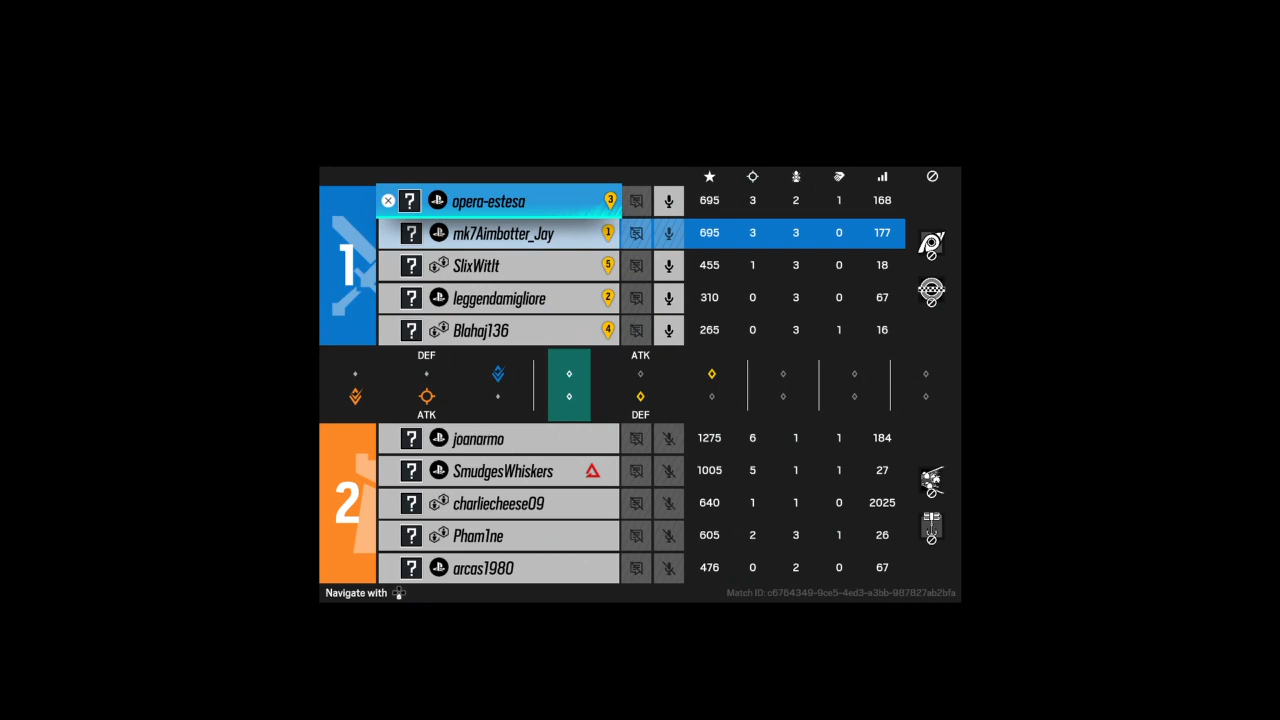 1
? opera-estesa 3 695 3 2 1 168
? mk7Aimbotter_Jay 1 695 3 3 0 177
? SlixWitIt 5 455 1 3 0 18
? leggendamigliore 2 310 0 3 0 67
? Blahaj136 4 265 0 3 1 16
DEF ATK
ATK DEF
2
? joanarmo 1275 6 1 1 184
? SmudgesWhiskers 1005 5 1 1 27
? charliecheese09 640 1 1 0 2025
? Pham1ne 605 2 3 1 26
? arcas1980 476 0 2 0 67
Navigate with
Match ID: c6764349-9ce5-4ed3-a3bb-987827ab2bfa